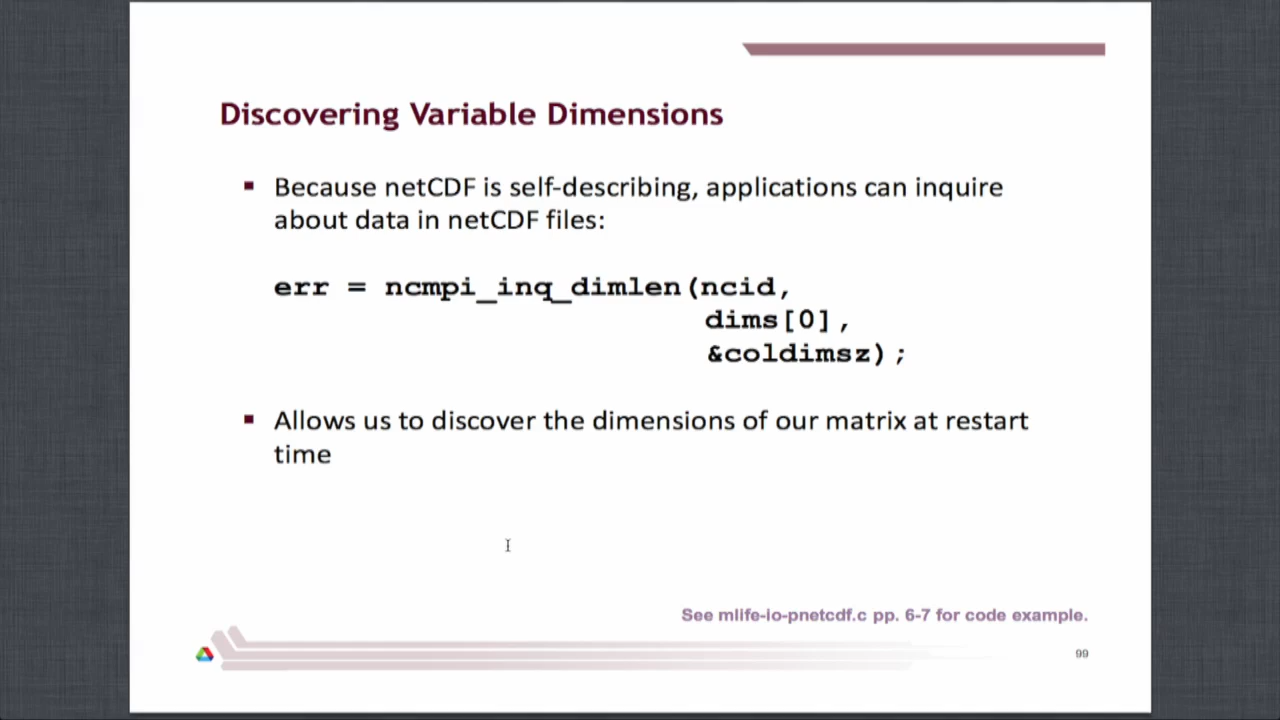 Discovering Variable Dimensions
Because netCDF is self-describing, applications can inquire
about data in netCDF files:
err = ncmpi_inq_dimlen(ncid,
dims[0],
&coldimsz);
Allows us to discover the dimensions of our matrix at restart
time
See mlife-io-pnetcdf.c pp. 6-7 for code example.
99